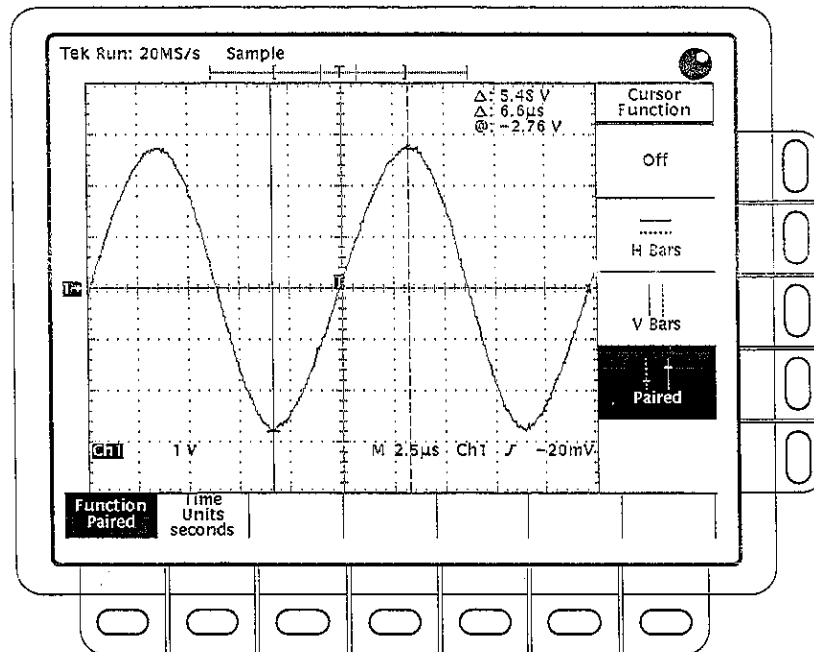 Tek Run: 20MS/s Sample
T
Δ: 5.48 V
Δ: 6.6µs
@: -2.76 V
Cursor
Function
Off
H Bars
V Bars
Paired
T
T
Ch1 1 V M 2.5µs Ch1 -20mV
Function
Paired
Time
Units
seconds